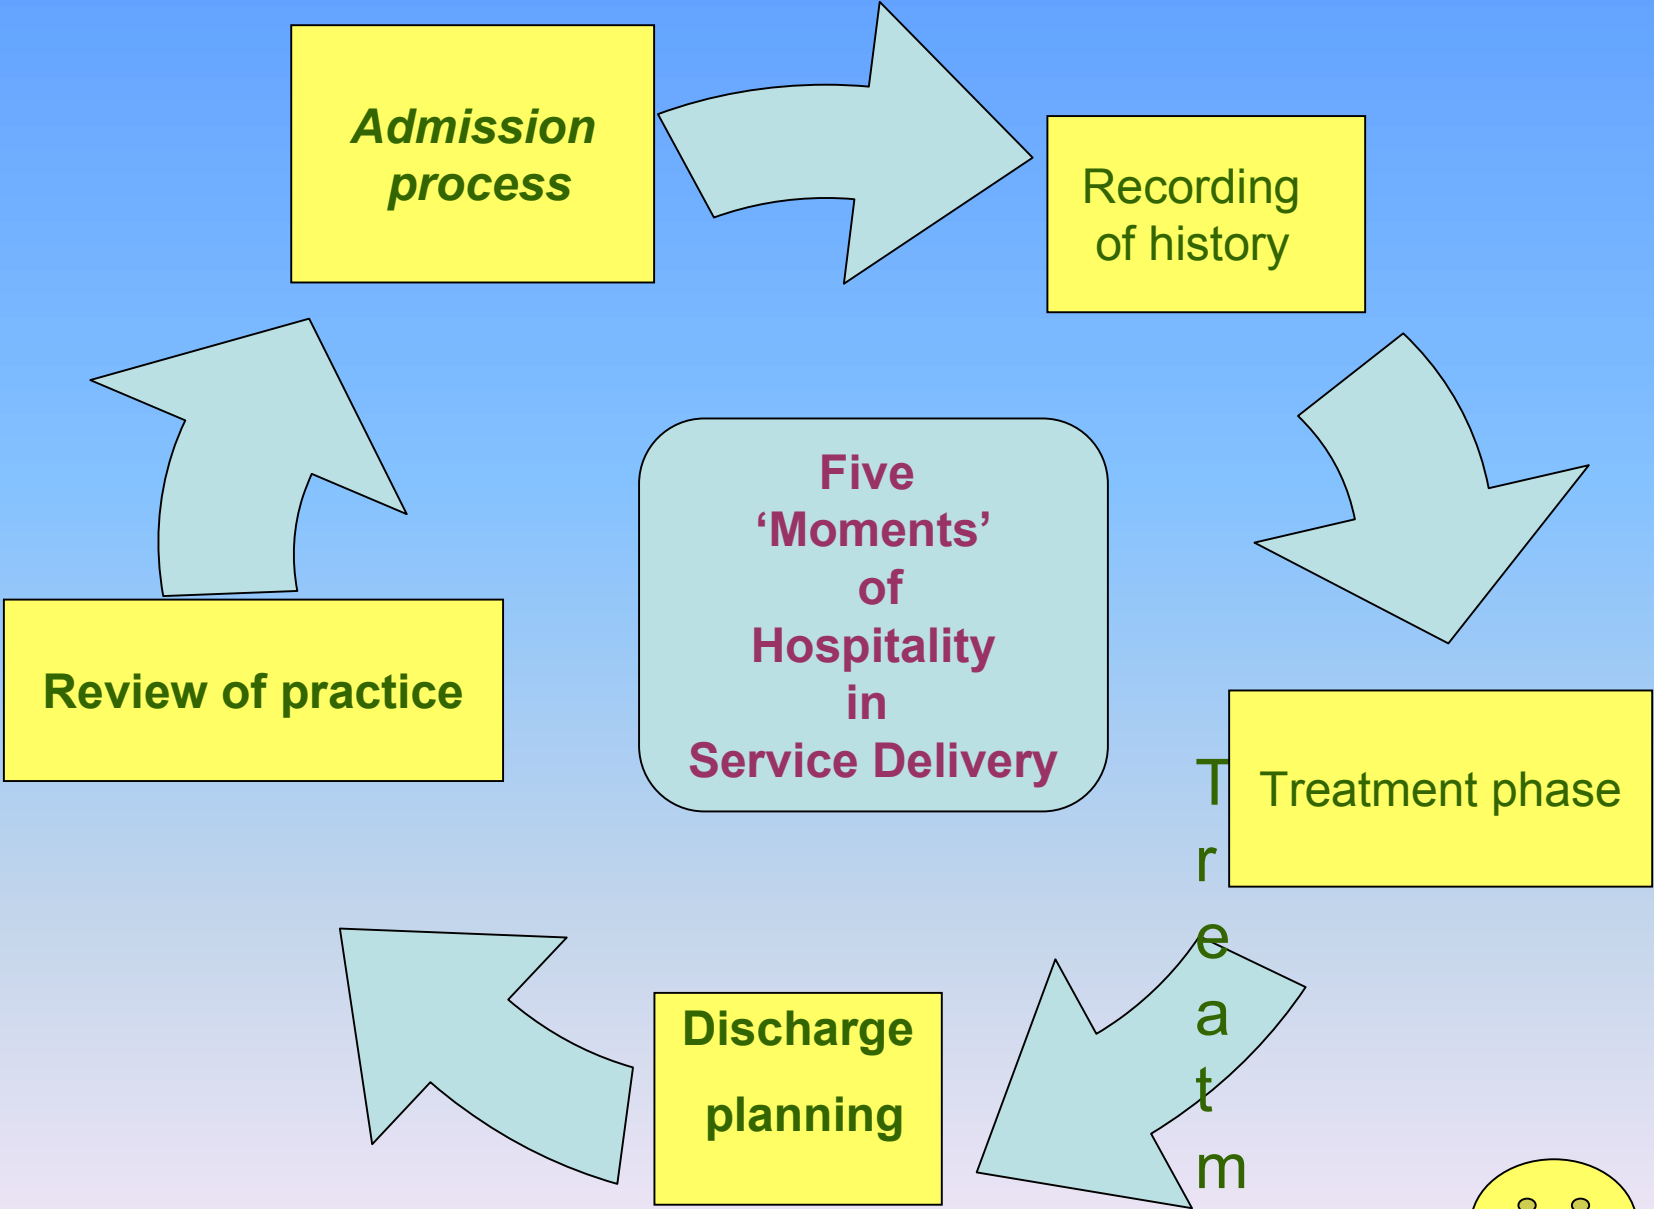 Admission
process
Recording
of history
Five
‘Moments’
of
Hospitality
in
Service Delivery
Review of practice
Treatment phase
T
r
e
a
t
m
Discharge
planning